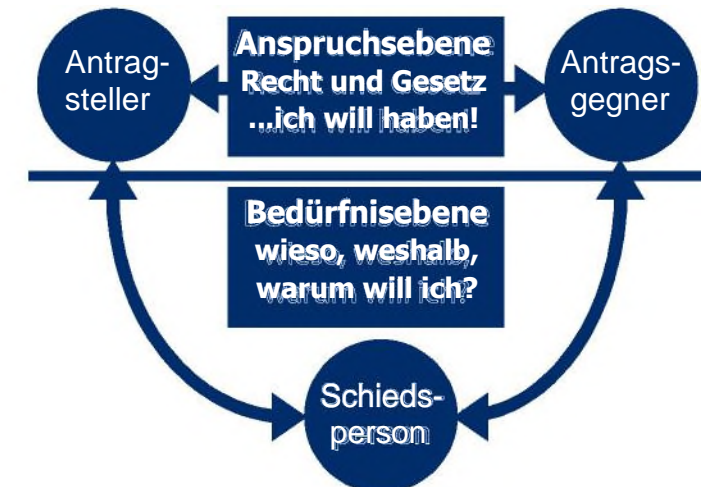 Antrag-
steller
Anspruchsebene
Recht und Gesetz
...ich will haben!
Antrags-
gegner
Bedürfnisebene
wieso, weshalb,
warum will ich?
Schieds-
person